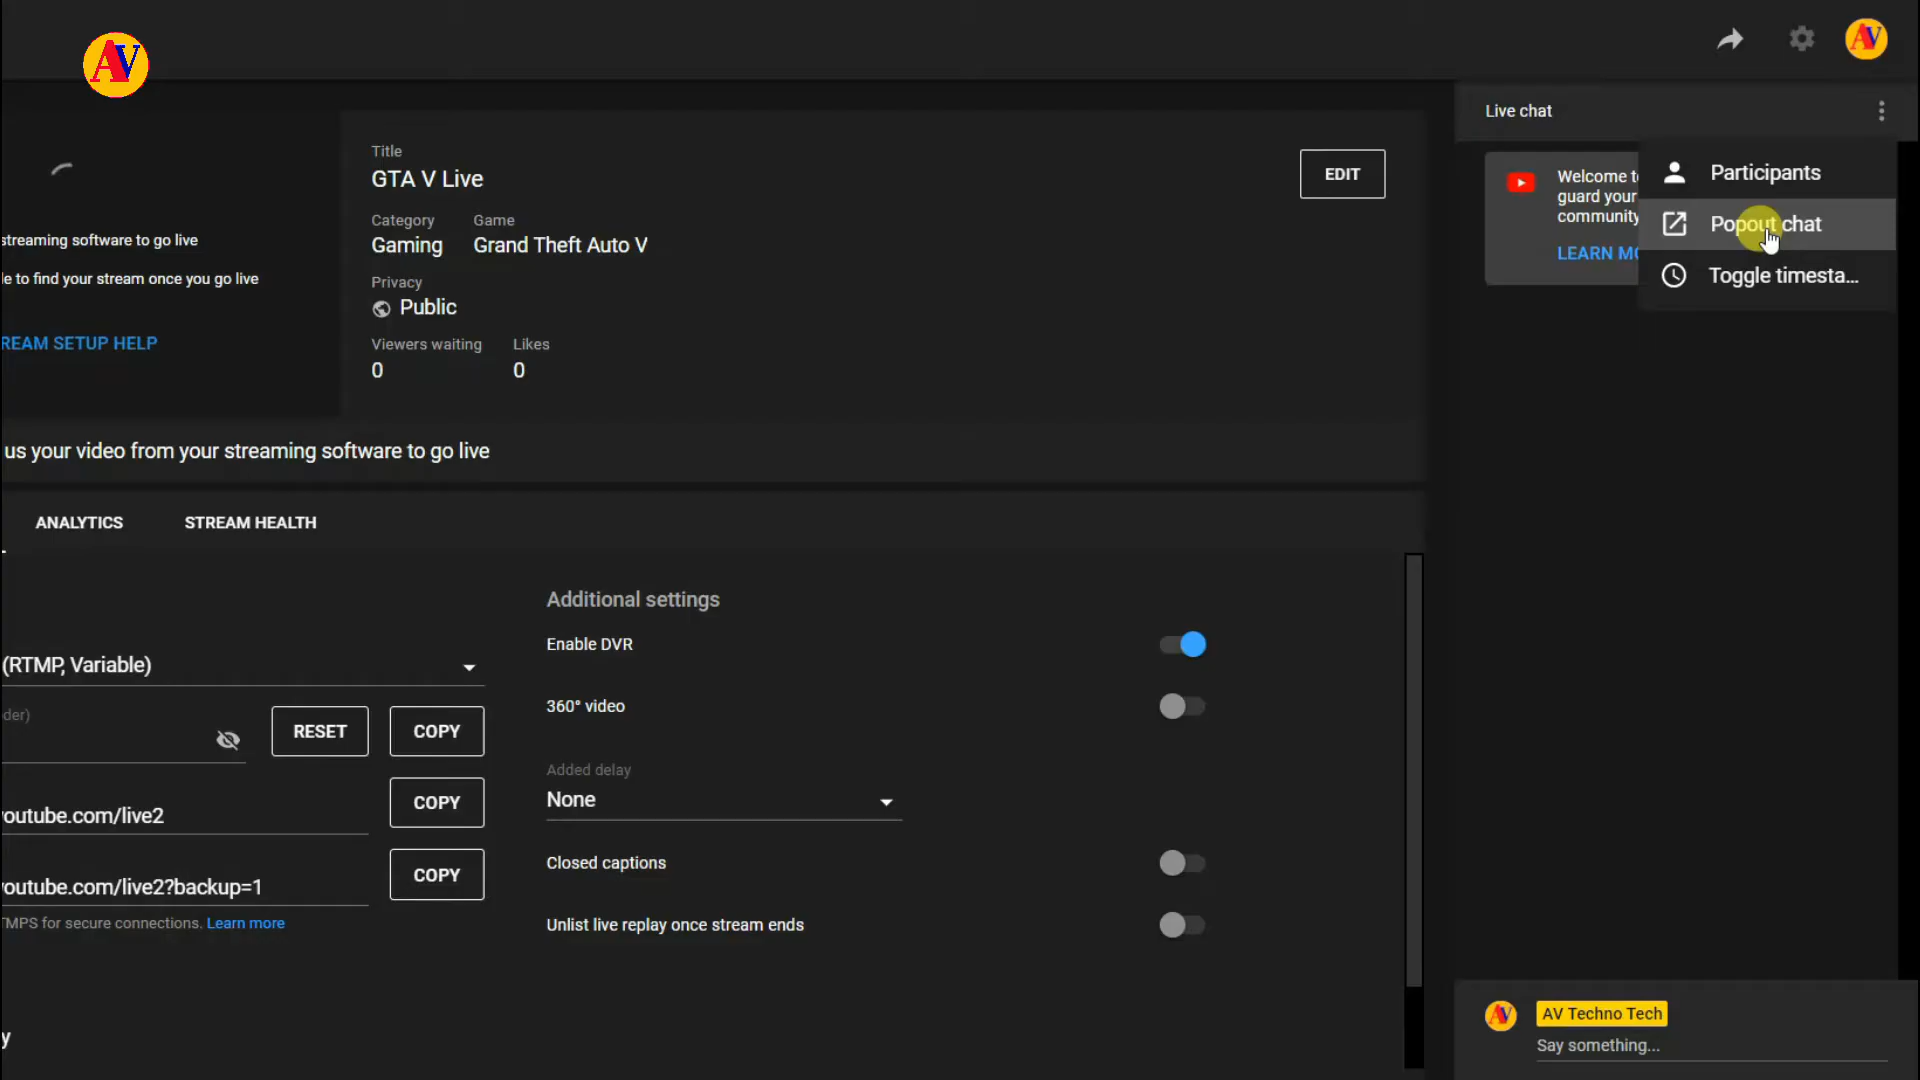 AV
AV
Live chat
Title
GTA V Live
EDIT
Category Game
Gaming Grand Theft Auto V
Privacy
Public
Viewers waiting Likes
0 0
streaming software to go live
le to find your stream once you go live
REAM SETUP HELP
us your video from your streaming software to go live
ANALYTICS STREAM HEALTH
(RTMP, Variable)
der)
RESET COPY
COPY
outube.com/live2
COPY
outube.com/live2?backup=1
TMPS for secure connections. Learn more
y
Additional settings
Enable DVR
360° video
Added delay
None
Closed captions
Unlist live replay once stream ends
Welcome to
guard your
community
LEARN MO
Participants
Popout chat
Toggle timesta...
AV
AV Techno Tech
Say something...